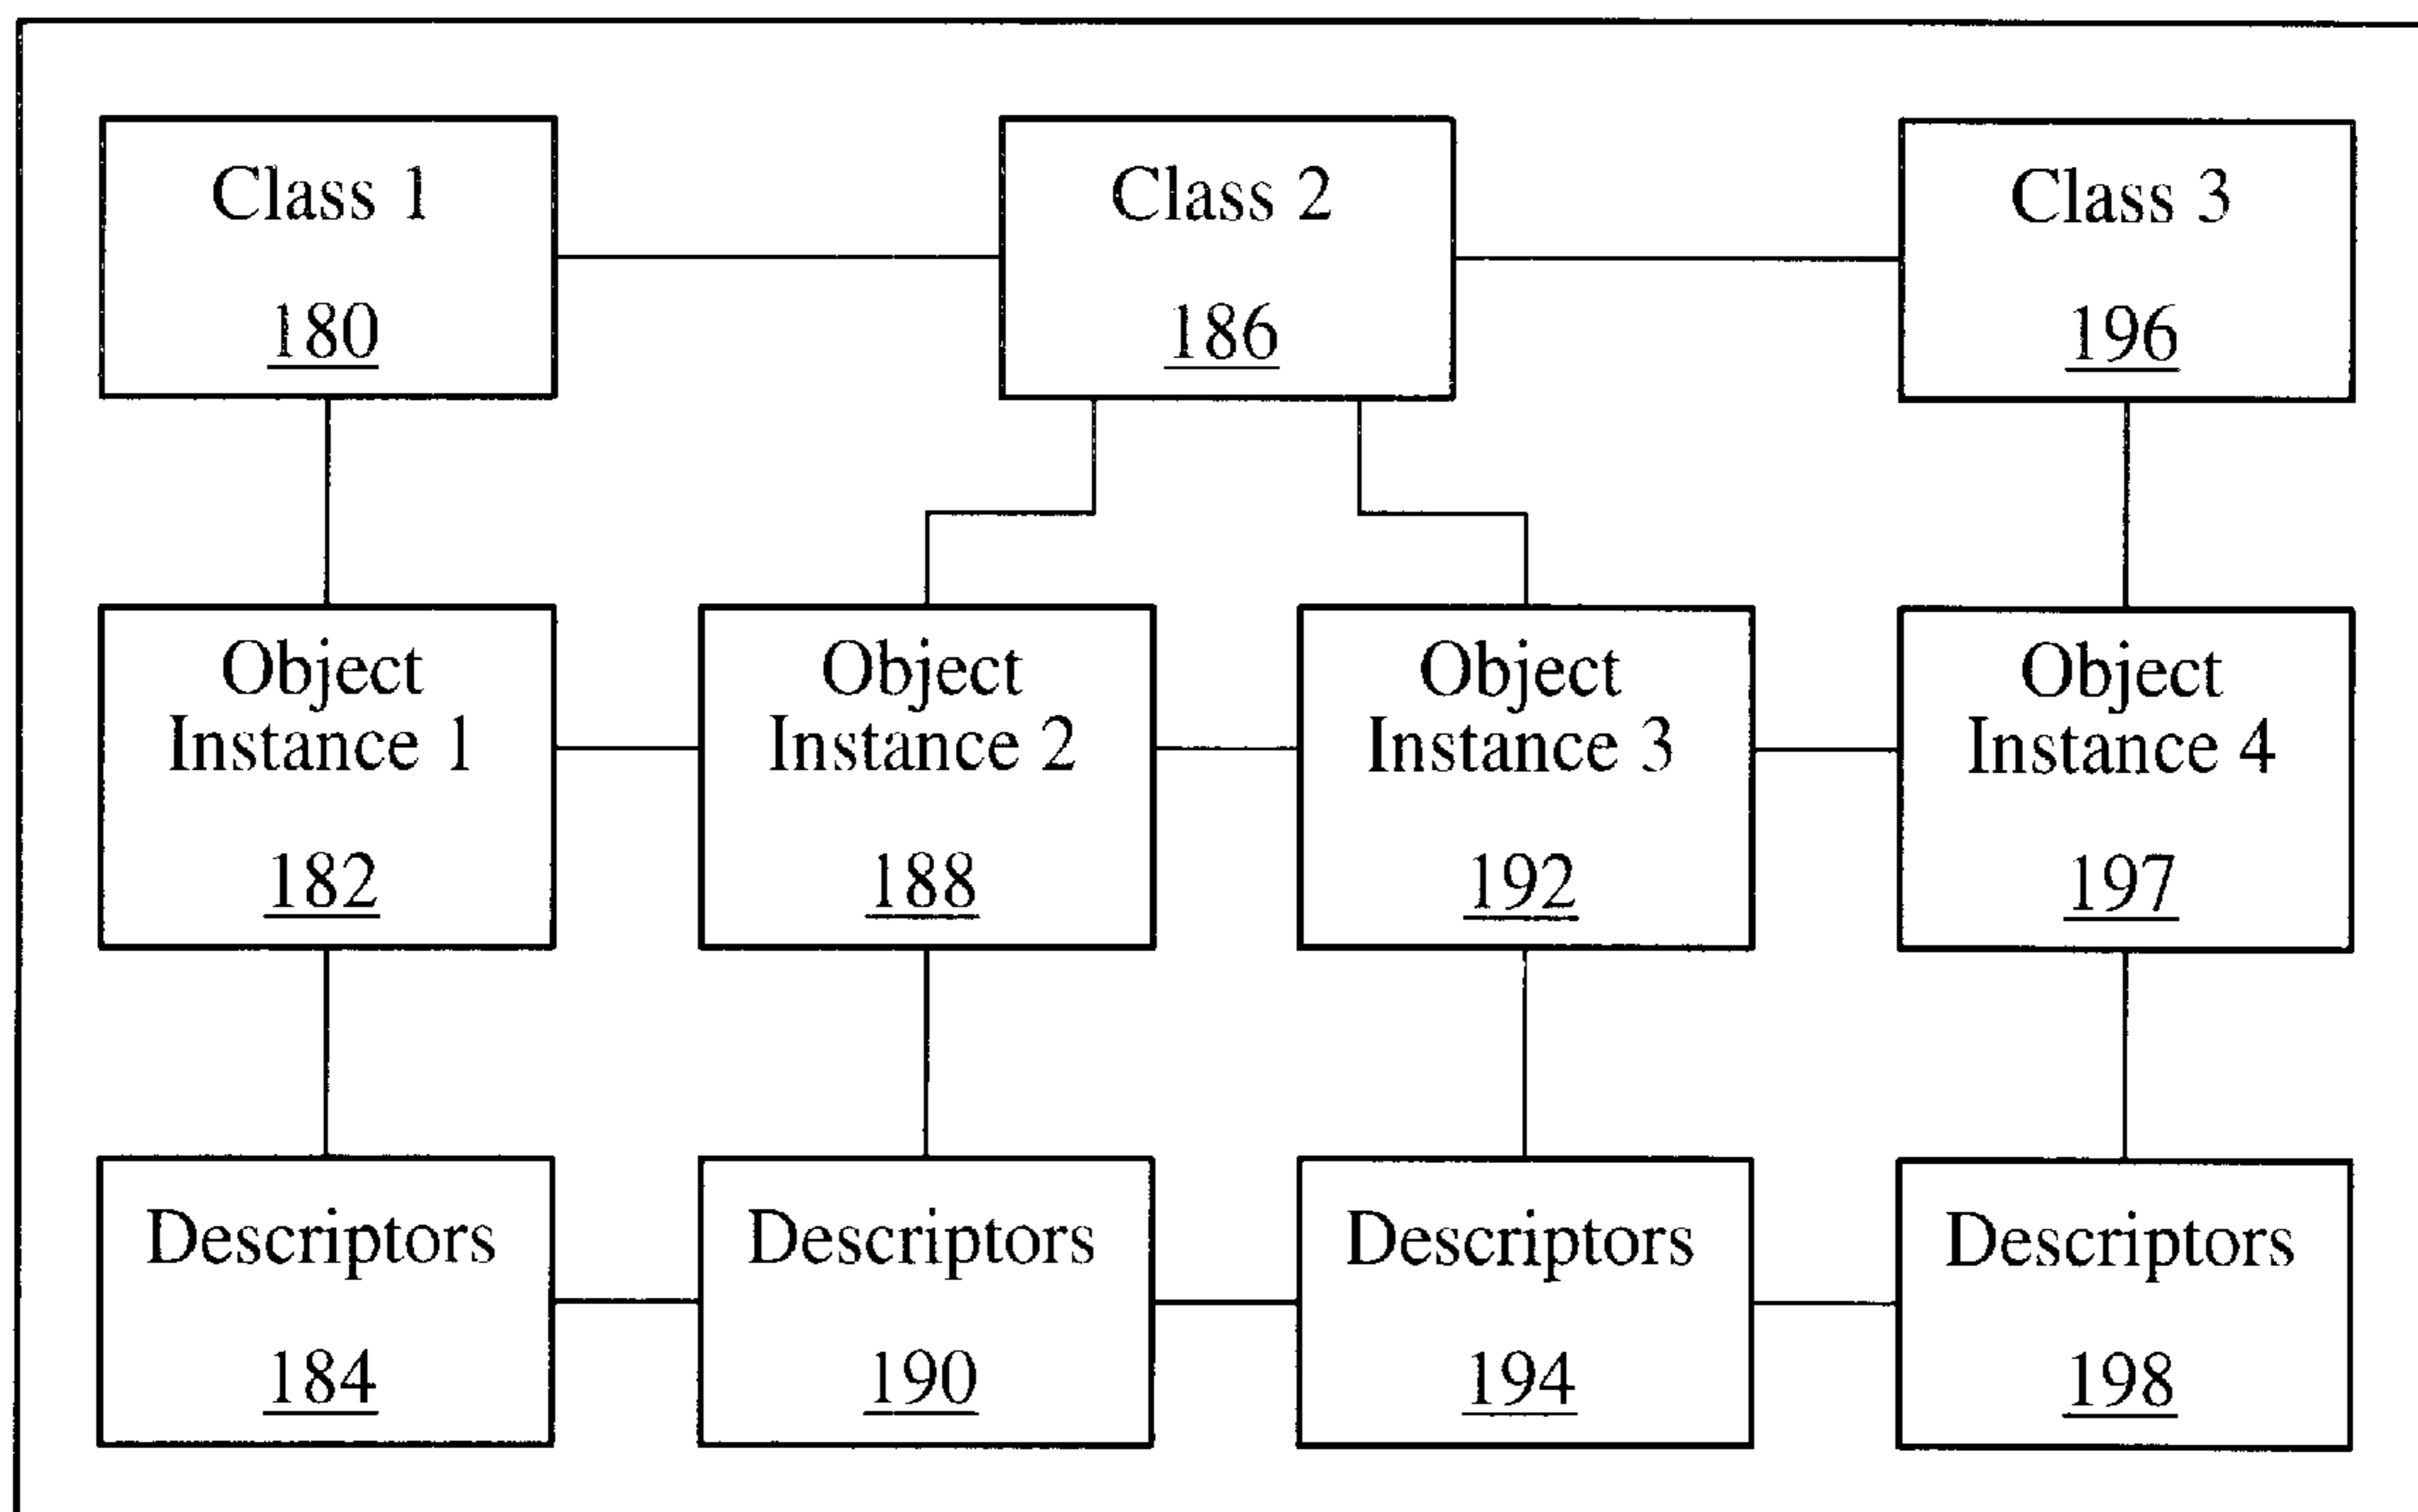 Class 1
180
Class 2
186
Class 3
196
Object
Instance 1
182
Object
Instance 2
188
Object
Instance 3
192
Object
Instance 4
197
Descriptors
184
Descriptors
190
Descriptors
194
Descriptors
198